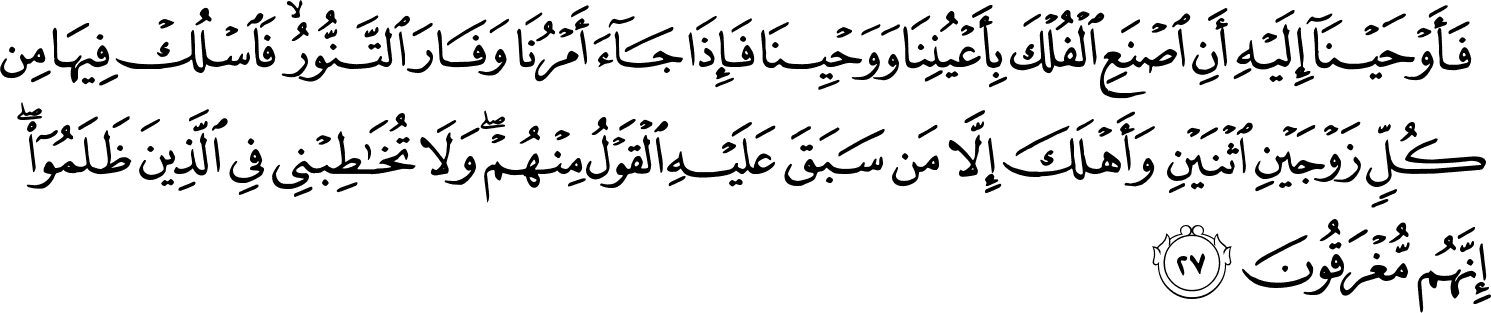 فَأَوْحَيْنَآ إِلَيْهِ أَنِ ٱصْنَعِ ٱلْفُلْكَ بِأَعْيُنِنَا وَوَحْيِنَا فَإِذَا جَآءَ أَمْرُنَا وَفَارَ ٱلتَّنُّورُ ۙ فَٱسْلُكْ فِيهَا مِن
كُلٍّ زَوْجَيْنِ ٱثْنَيْنِ وَأَهْلَكَ إِلَّا مَن سَبَقَ عَلَيْهِ ٱلْقَوْلُ مِنْهُمْ ۖ وَلَا تُخَٰطِبْنِى فِى ٱلَّذِينَ ظَلَمُوٓا۟ ۖ
إِنَّهُم مُّغْرَقُونَ ٢٧